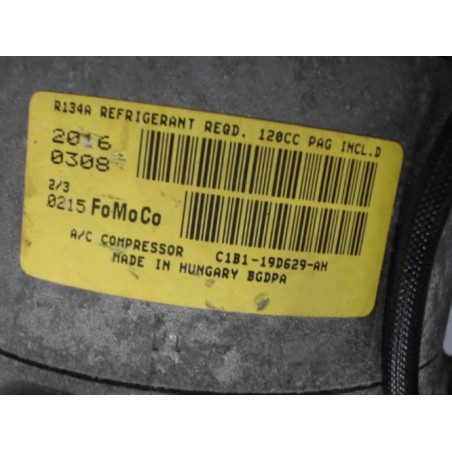 R134A REFRIGERANT REQD. 120CC PAG INCL.D
2016
0308
2/3
0215 FoMoCo
A/C COMPRESSOR C1B1-19D629-AH
MADE IN HUNGARY BGDPA